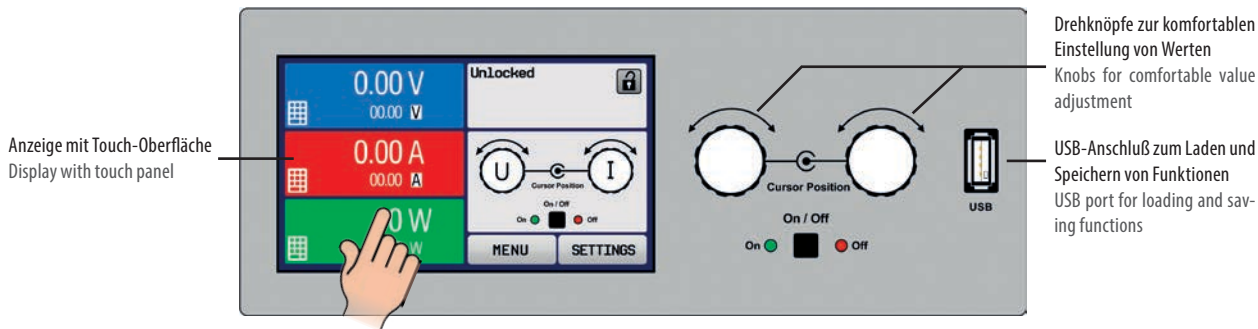 Anzeige mit Touch-Oberfläche
Display with touch panel
0.00 V
00.00 V
0.00 A
00.00 A
0 W
W
Unlocked
U
I
Cursor Position
On / Off
On
Off
MENU
SETTINGS
Cursor Position
On / Off
On
Off
USB
Drehknöpfe zur komfortablen
Einstellung von Werten
Knobs for comfortable value
adjustment
USB-Anschluß zum Laden und
Speichern von Funktionen
USB port for loading and sav-
ing functions